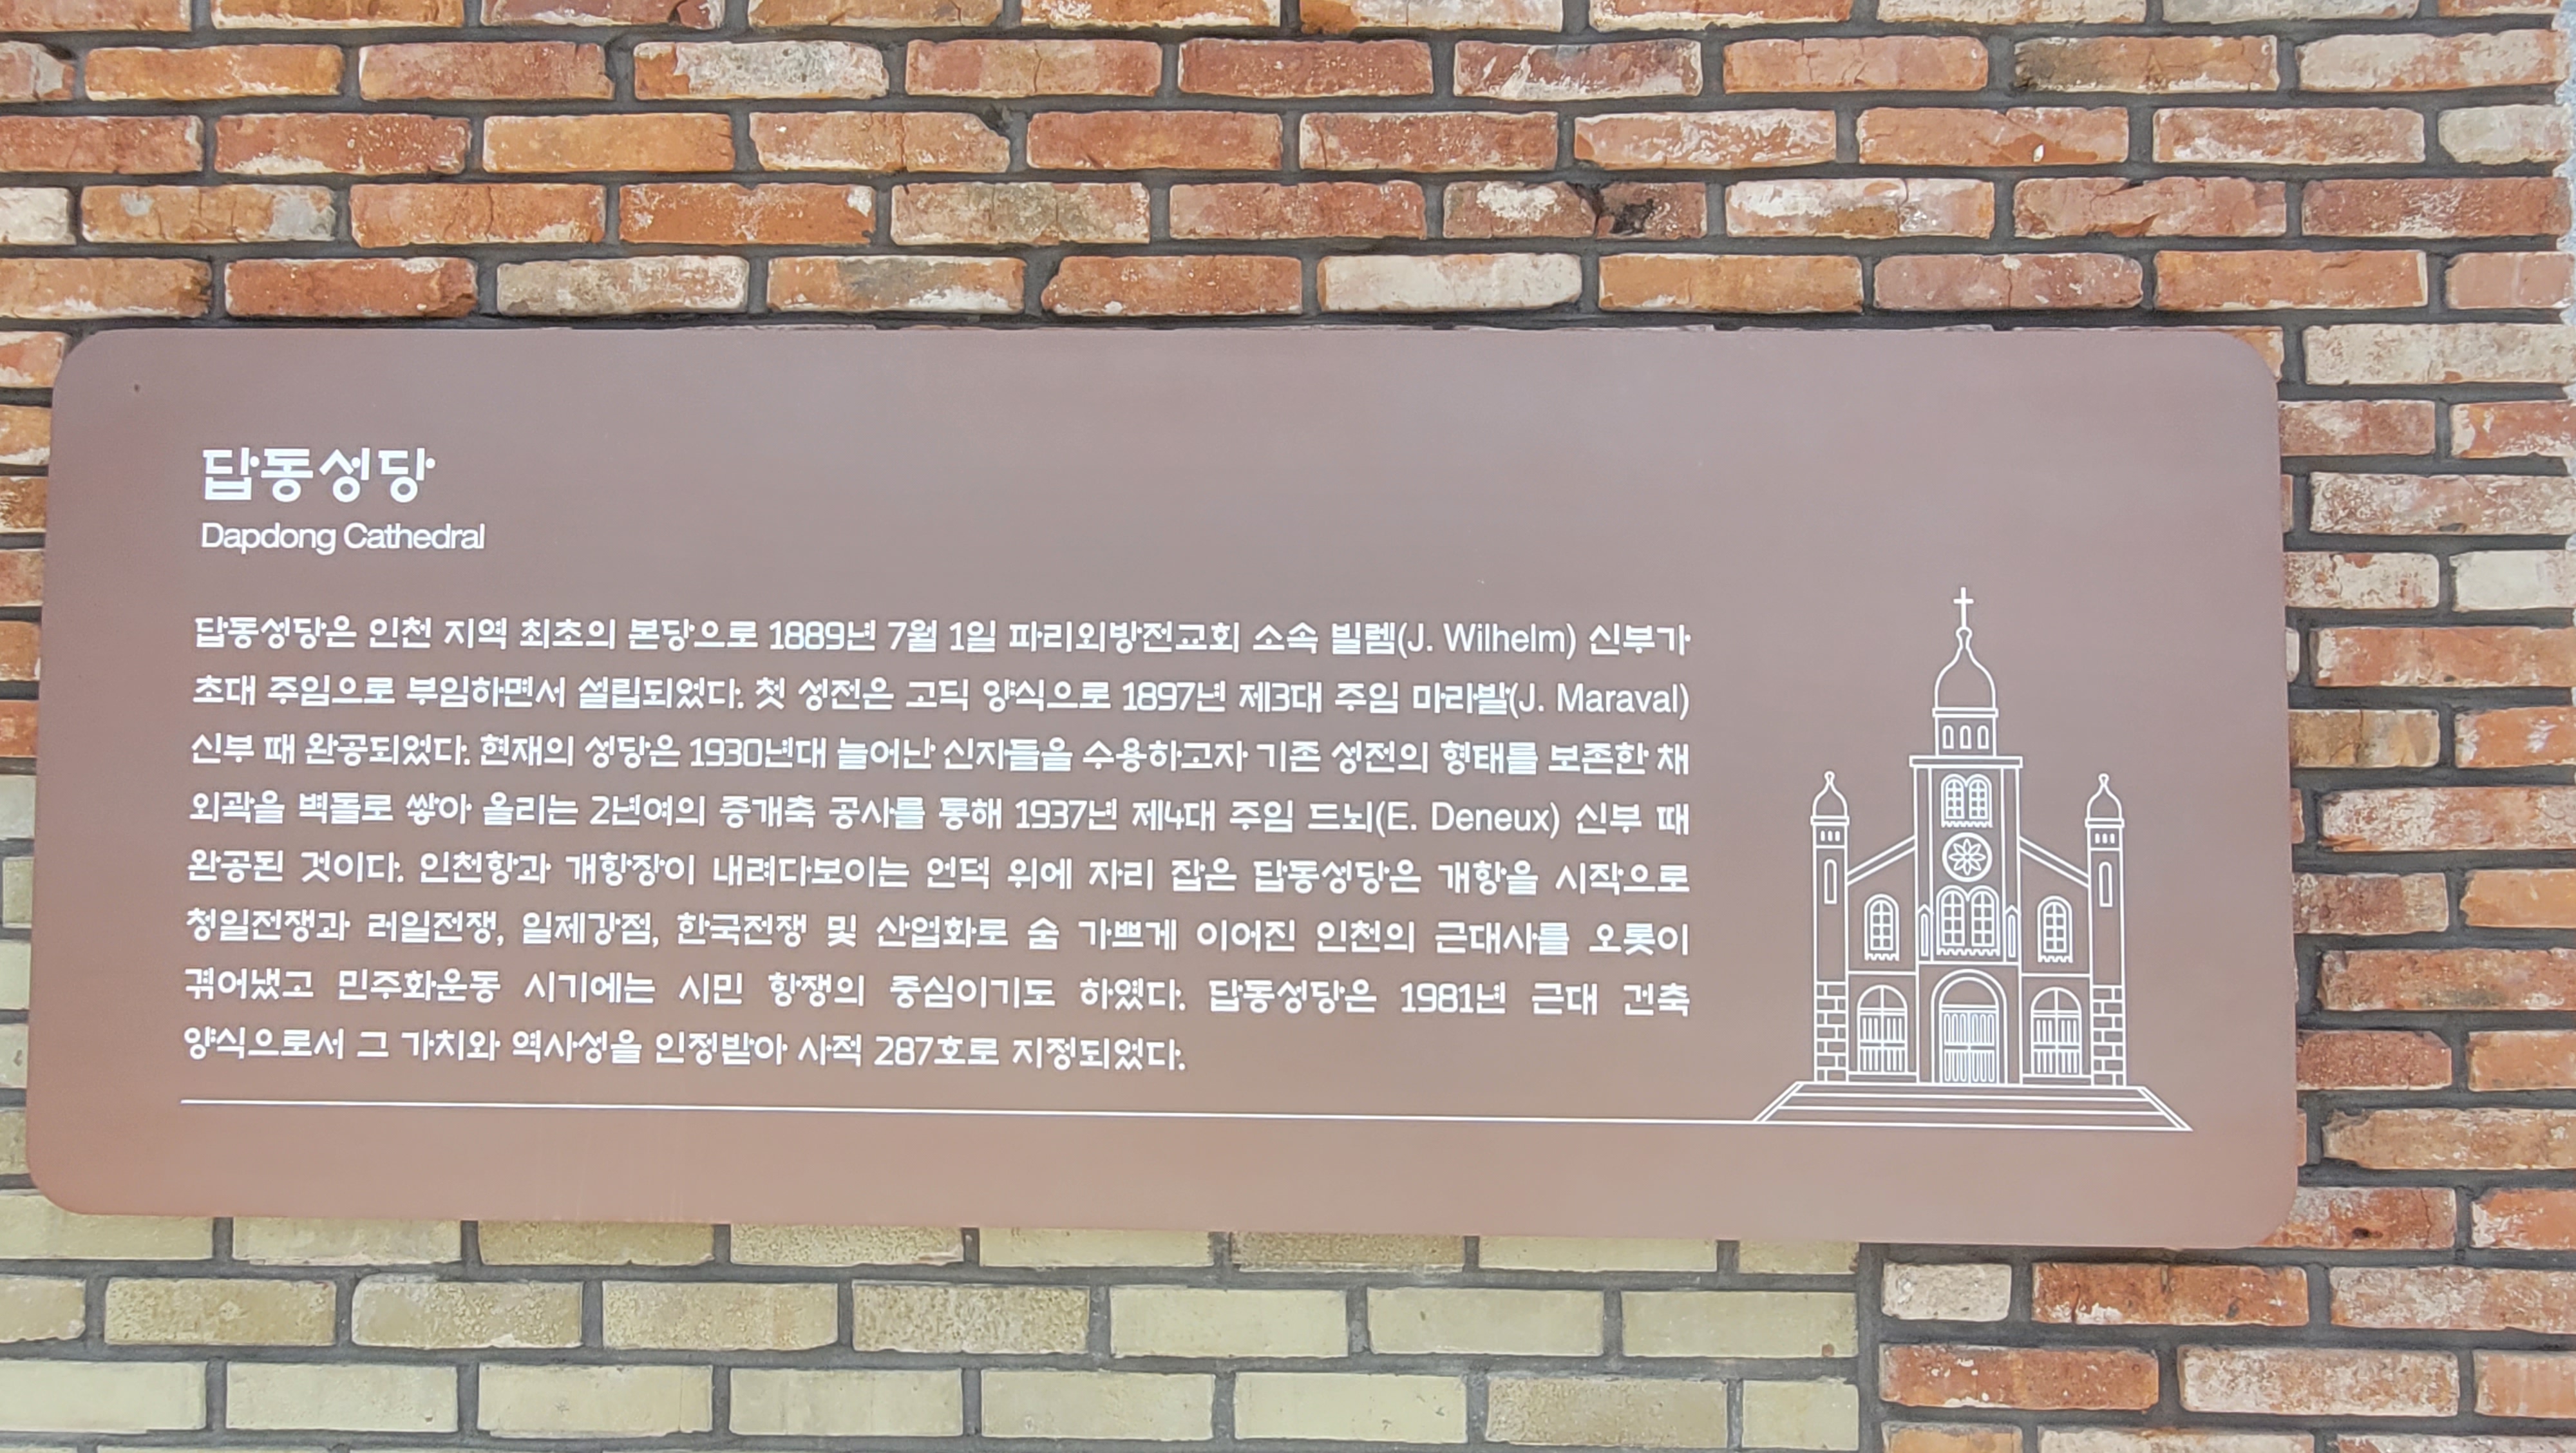 답동성당
Dapdong Cathedral
답동성당은 인천 지역 최초의 본당으로 1889년 7월 1일 파리외방전교회 소속 빌렘(J. Wilhelm) 신부가
초대 주임으로 부임하면서 설립되었다. 첫 성전은 고딕 양식으로 1897년 제3대 주임 마라발(J. Maraval)
신부 때 완공되었다. 현재의 성당은 1930년대 늘어난 신자들을 수용하고자 기존 성전의 형태를 보존한 채
외곽을 벽돌로 쌓아 올리는 2년여의 증개축 공사를 통해 1937년 제4대 주임 드뇌(E. Deneux) 신부 때
완공된 것이다. 인천항과 개항장이 내려다보이는 언덕 위에 자리 잡은 답동성당은 개항을 시작으로
청일전쟁과 러일전쟁, 일제강점, 한국전쟁 및 산업화로 숨 가쁘게 이어진 인천의 근대사를 오롯이
겪어냈고 민주화운동 시기에는 시민 항쟁의 중심이기도 하였다. 답동성당은 1981년 근대 건축
양식으로서 그 가치와 역사성을 인정받아 사적 287호로 지정되었다.